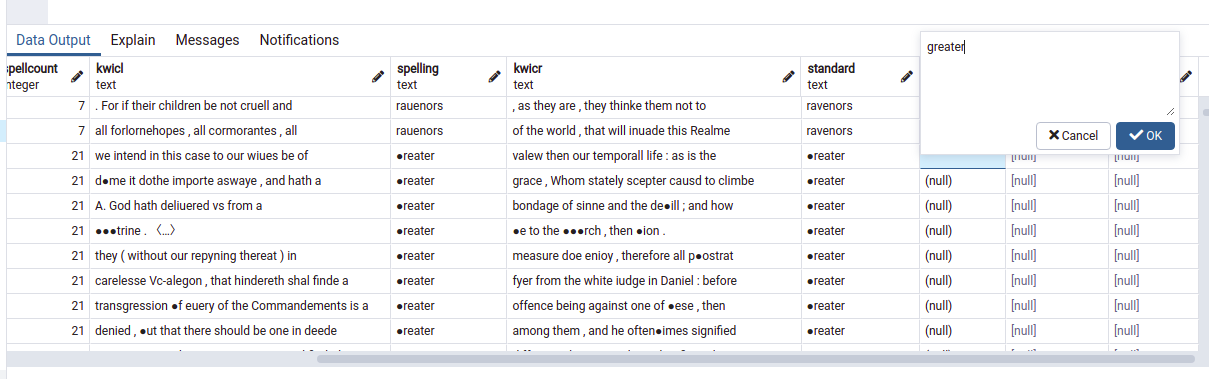 Data Output Explain Messages Notifications
greater
Cancel OK
spellcount kwicl spelling kwicr standard
integer text text text text
7 . For if their children be not cruell and rauenors , as they are , they thinke them not to ravenors
7 all forlornehopes , all cormorantes , all rauenors of the world , that will inuade this Realme ravenors
21 we intend in this case to our wiues be of ●reater valew then our temporall life : as is the ●reater [null] [null]
21 d●me it dothe importe aswaye , and hath a ●reater grace , Whom stately scepter causd to climbe ●reater (null) [null] [null]
21 A. God hath deliuered vs from a ●reater bondage of sinne and the de●ill ; and how ●reater (null) [null] [null]
21 ●●●trine . 〈…〉 ●reater ●e to the ●●●rch , then ●ion . ●reater (null) [null] [null]
21 they ( without our repyning thereat ) in ●reater measure doe enioy , therefore all p●ostrat ●reater (null) [null] [null]
21 carelesse Vc-alegon , that hindereth shal finde a ●reater fyer from the white iudge in Daniel : before ●reater (null) [null] [null]
21 transgression ●f euery of the Commandements is a ●reater offence being against one of ●ese , then ●reater (null) [null] [null]
21 denied , ●ut that there should be one in deede ●reater among them , and he often●imes signified ●reater (null) [null] [null]